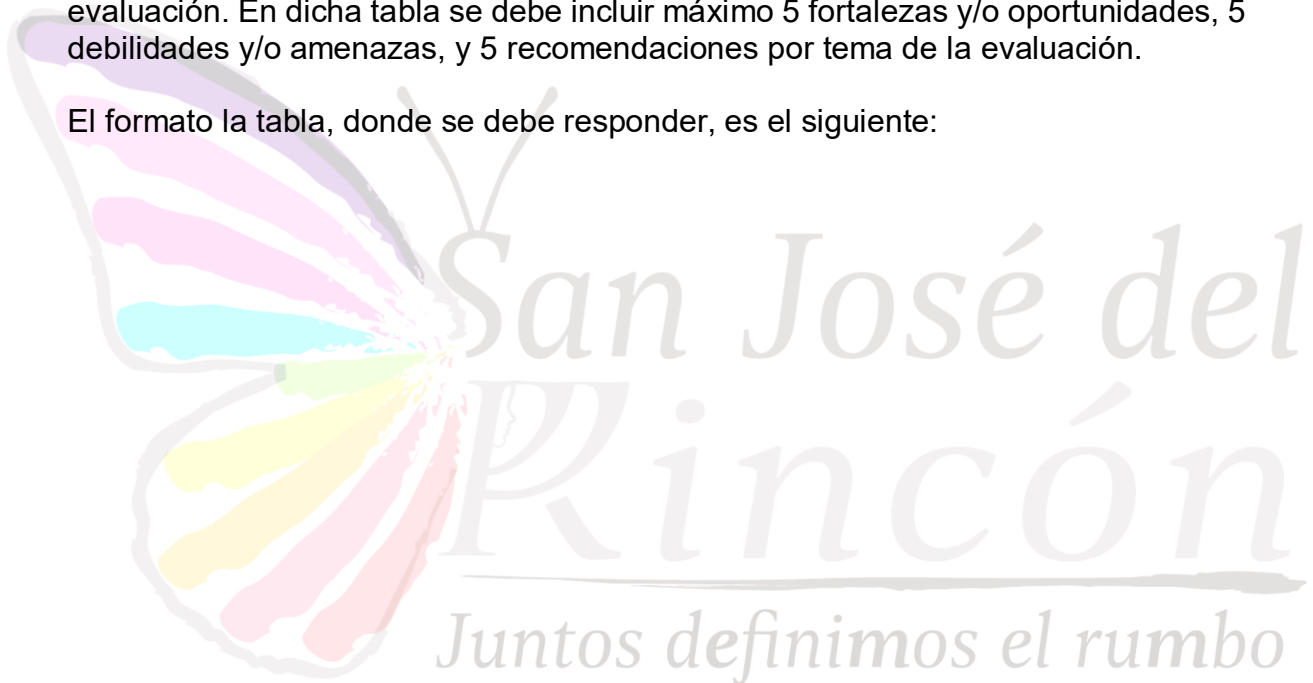 evaluación. En dicha tabla se debe incluir máximo 5 fortalezas y/o oportunidades, 5
debilidades y/o amenazas, y 5 recomendaciones por tema de la evaluación.
El formato la tabla, donde se debe responder, es el siguiente:
San José del
Rincón
Juntos definimos el rumbo